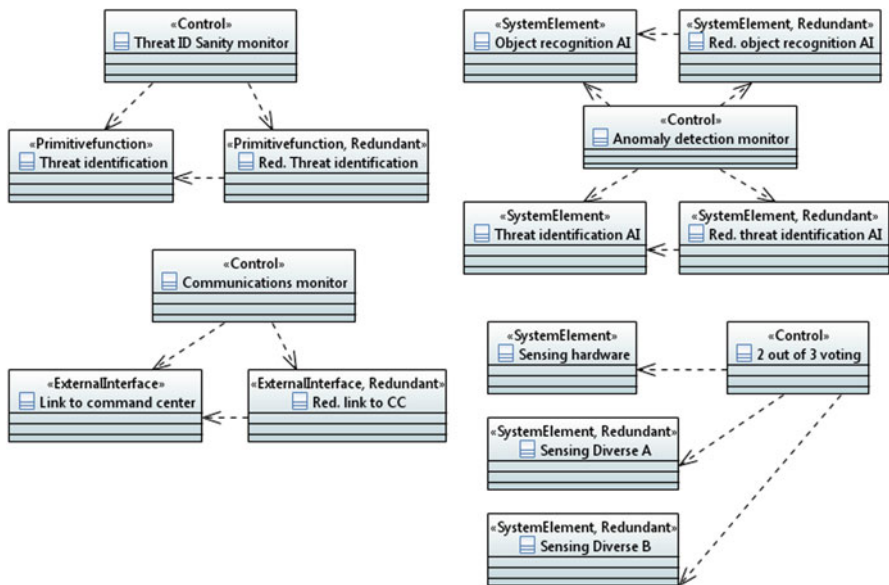 «Control»
Threat ID Sanity monitor
«Primitivefunction»
Threat identification
«Primitivefunction, Redundant»
Red. Threat identification
«Control»
Communications monitor
«ExternalInterface»
Link to command center
«ExternalInterface, Redundant»
Red. link to CC
«SystemElement»
Object recognition AI
«SystemElement, Redundant»
Red. object recognition AI
«Control»
Anomaly detection monitor
«SystemElement»
Threat identification AI
«SystemElement, Redundant»
Red. threat identification AI
«SystemElement»
Sensing hardware
«Control»
2 out of 3 voting
«SystemElement, Redundant»
Sensing Diverse A
«SystemElement, Redundant»
Sensing Diverse B